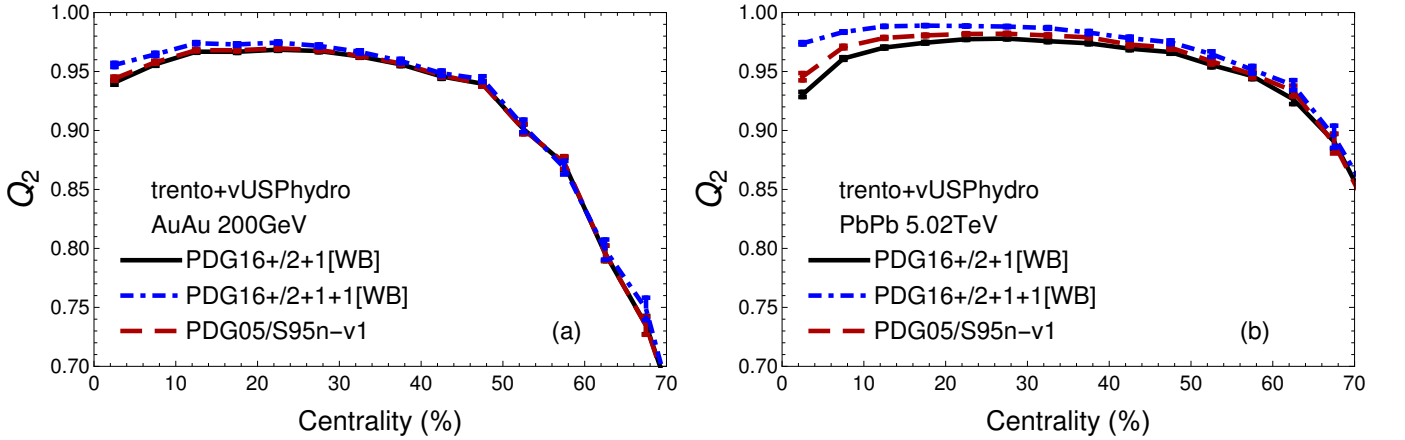 1.00
0.95
0.90
0.85
0.80
0.75
0.70
Q2
trento+vUSPhydro
AuAu 200GeV
PDG16+/2+1[WB]
PDG16+/2+1+1[WB]
PDG05/S95n−v1
(a)
0 10 20 30 40 50 60 70
Centrality (%)
1.00
0.95
0.90
0.85
0.80
0.75
0.70
Q2
trento+vUSPhydro
PbPb 5.02TeV
PDG16+/2+1[WB]
PDG16+/2+1+1[WB]
PDG05/S95n−v1
(b)
0 10 20 30 40 50 60 70
Centrality (%)